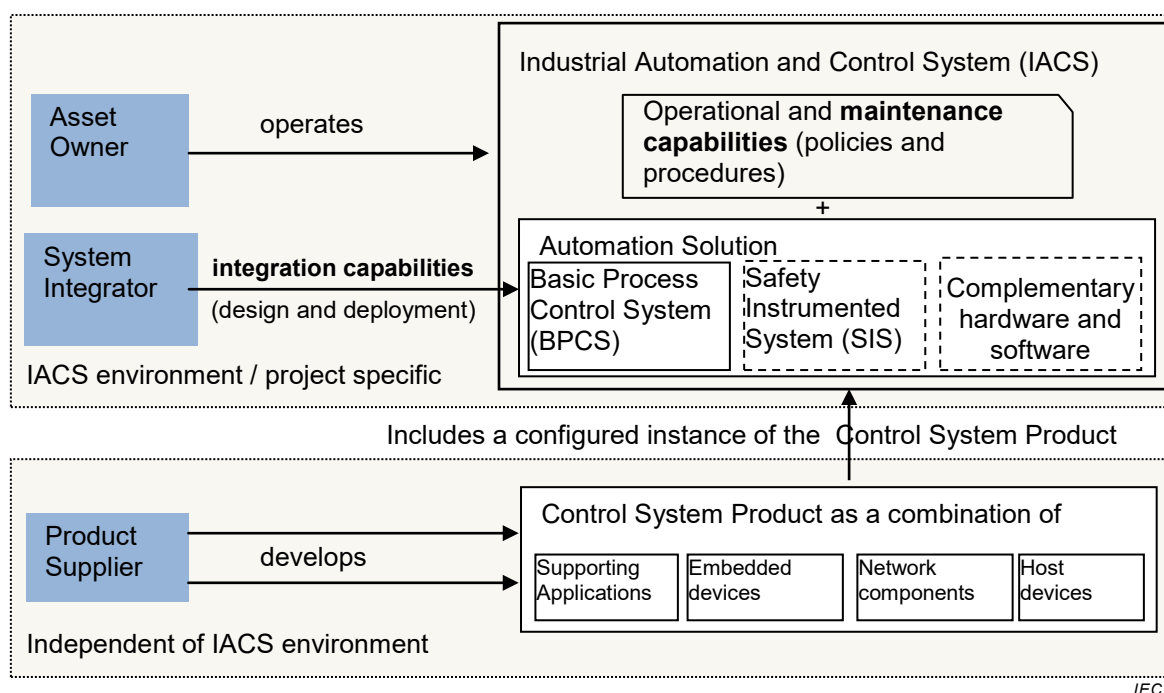 Industrial Automation and Control System (IACS)
Asset
Owner
operates
Operational and maintenance
capabilities (policies and
procedures)
+
System
Integrator
integration capabilities
(design and deployment)
Automation Solution
Basic Process
Control System
(BPCS)
Safety
Instrumented
System (SIS)
Complementary
hardware and
software
IACS environment / project specific
Includes a configured instance of the Control System Product
Product
Supplier
develops
Control System Product as a combination of
Supporting
Applications
Embedded
devices
Network
components
Host
devices
Independent of IACS environment
IEC